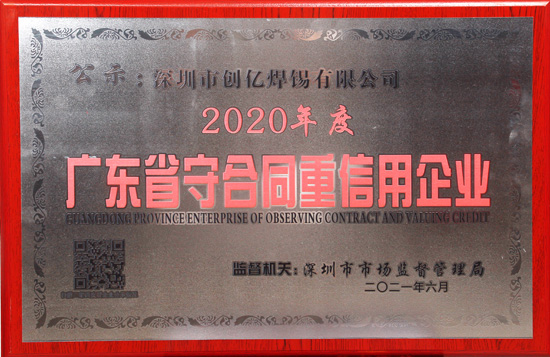 公示：深圳市创亿焊锡有限公司
2020年度
广东省守合同重信用企业
GUANGDONG PROVINCE ENTERPRISE OF OBSERVING CONTRACT AND VALUING CREDIT
监督机关：深圳市市场监督管理局
二〇二一年六月